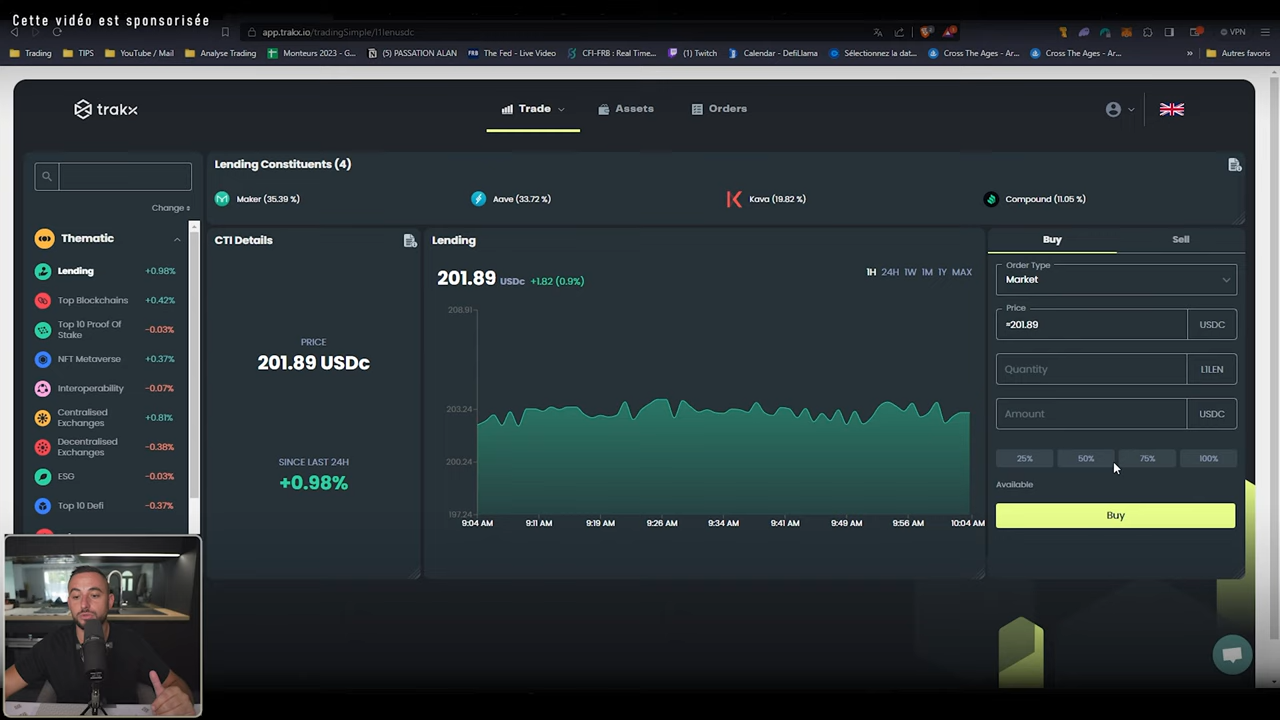 Cette vidéo est sponsorisée
app.trakx.io/tradingSimple/l1lenusdc
VPN
Trading
TIPS
YouTube / Mail
Analyse Trading
Monteurs 2023 - G...
(5) PASSATION ALAN
The Fed - Live Video
CFI-FRB : Real Time...
Twitch
Calendar - DefiLlama
Sélectionnez la dat...
Cross The Ages - Ar...
Cross The Ages - Ar...
»
Autres favoris
trakx
Trade
Assets
Orders
Lending Constituents (4)
Maker (35.39 %)
Aave (33.72 %)
Kava (19.82 %)
Compound (11.05 %)
Change
Thematic
Lending +0.98%
Top Blockchains +0.42%
Top 10 Proof Of
Stake -0.03%
NFT Metaverse +0.37%
Interoperability -0.07%
Centralised
Exchanges +0.81%
Decentralised
Exchanges -0.38%
ESG -0.03%
Top 10 Defi -0.37%
CTI Details
PRICE
201.89 USDc
SINCE LAST 24H
+0.98%
Lending
201.89 USDc +1.82 (0.9%)
1H 24H 1W 1M 1Y MAX
208.91
203.24
200.24
197.24
9:04 AM 9:11 AM 9:19 AM 9:26 AM 9:34 AM 9:41 AM 9:49 AM 9:56 AM 10:04 AM
Buy
Sell
Order Type
Market
Price
≈201.89 USDC
Quantity L1LEN
Amount USDC
25% 50% 75% 100%
Available
Buy